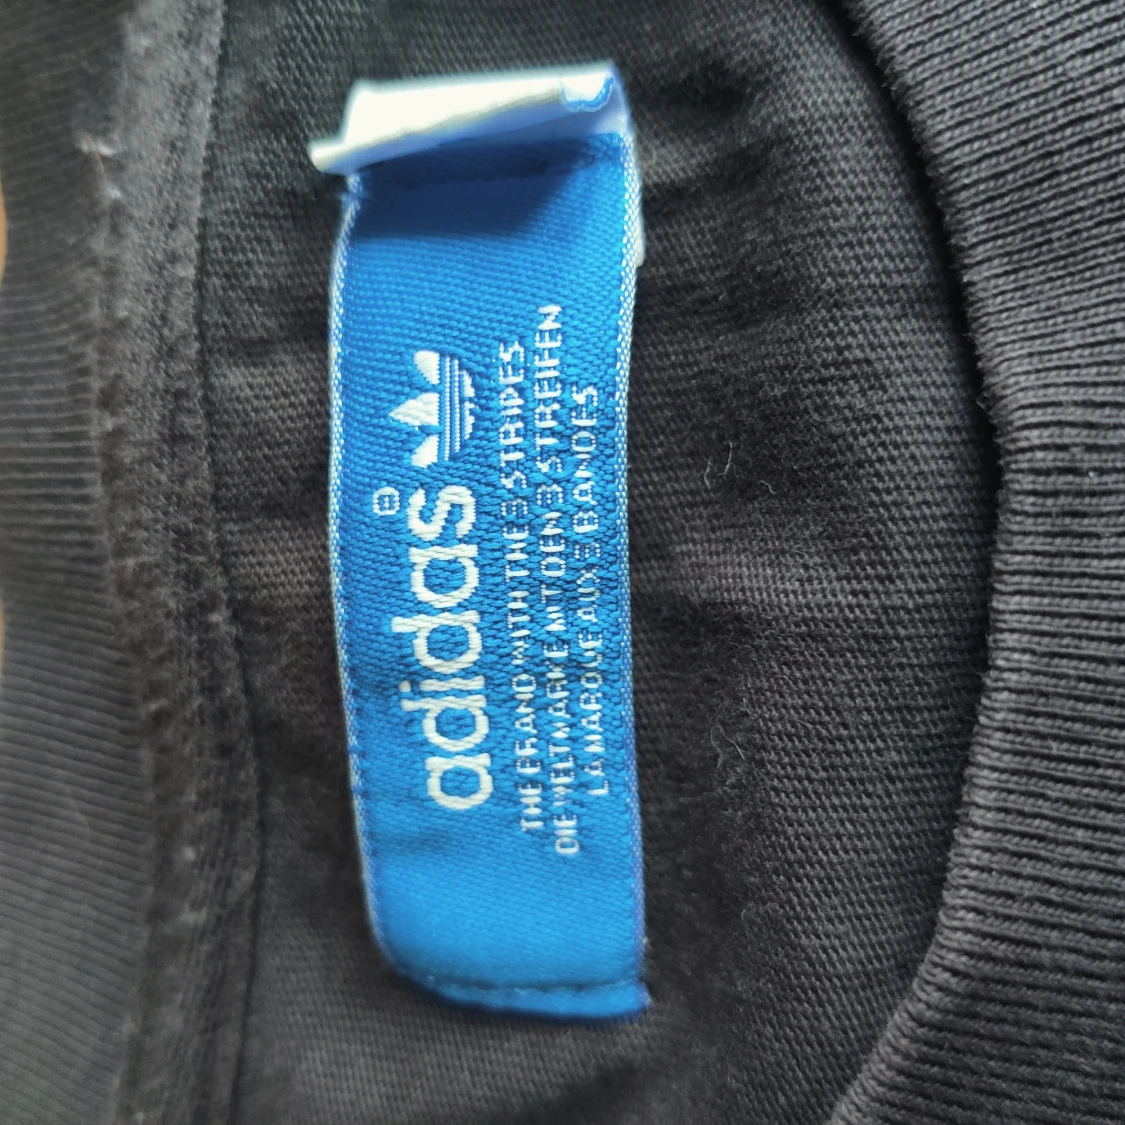 adidas
THE BRAND WITH THE 3 STRIPES
DIE WELTMARKE MIT DEN 3 STREIFEN
LA MARQUE AUX 3 BANDES